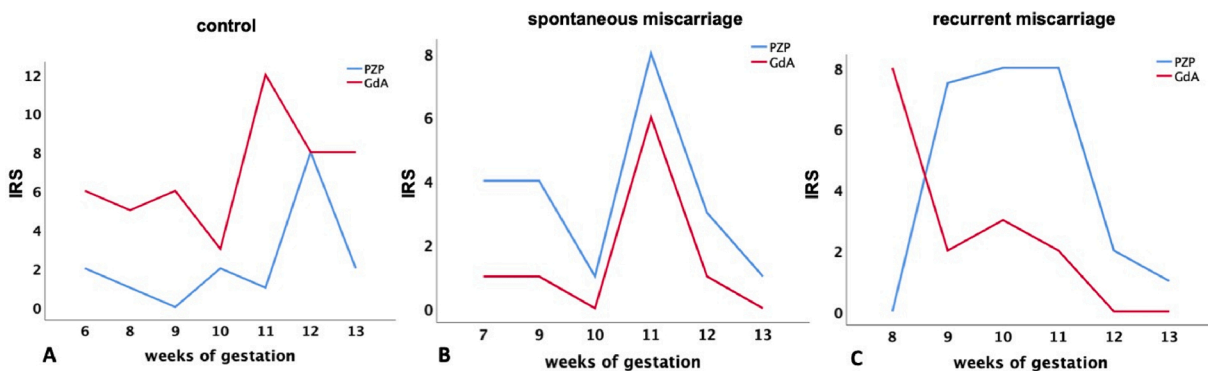 control
PZP
GdA
IRS
12
10
8
6
4
2
0
6 8 9 10 11 12 13
weeks of gestation
A
spontaneous miscarriage
PZP
GdA
IRS
8
6
4
2
0
7 9 10 11 12 13
weeks of gestation
B
recurrent miscarriage
PZP
GdA
IRS
8
6
4
2
0
8 9 10 11 12 13
weeks of gestation
C